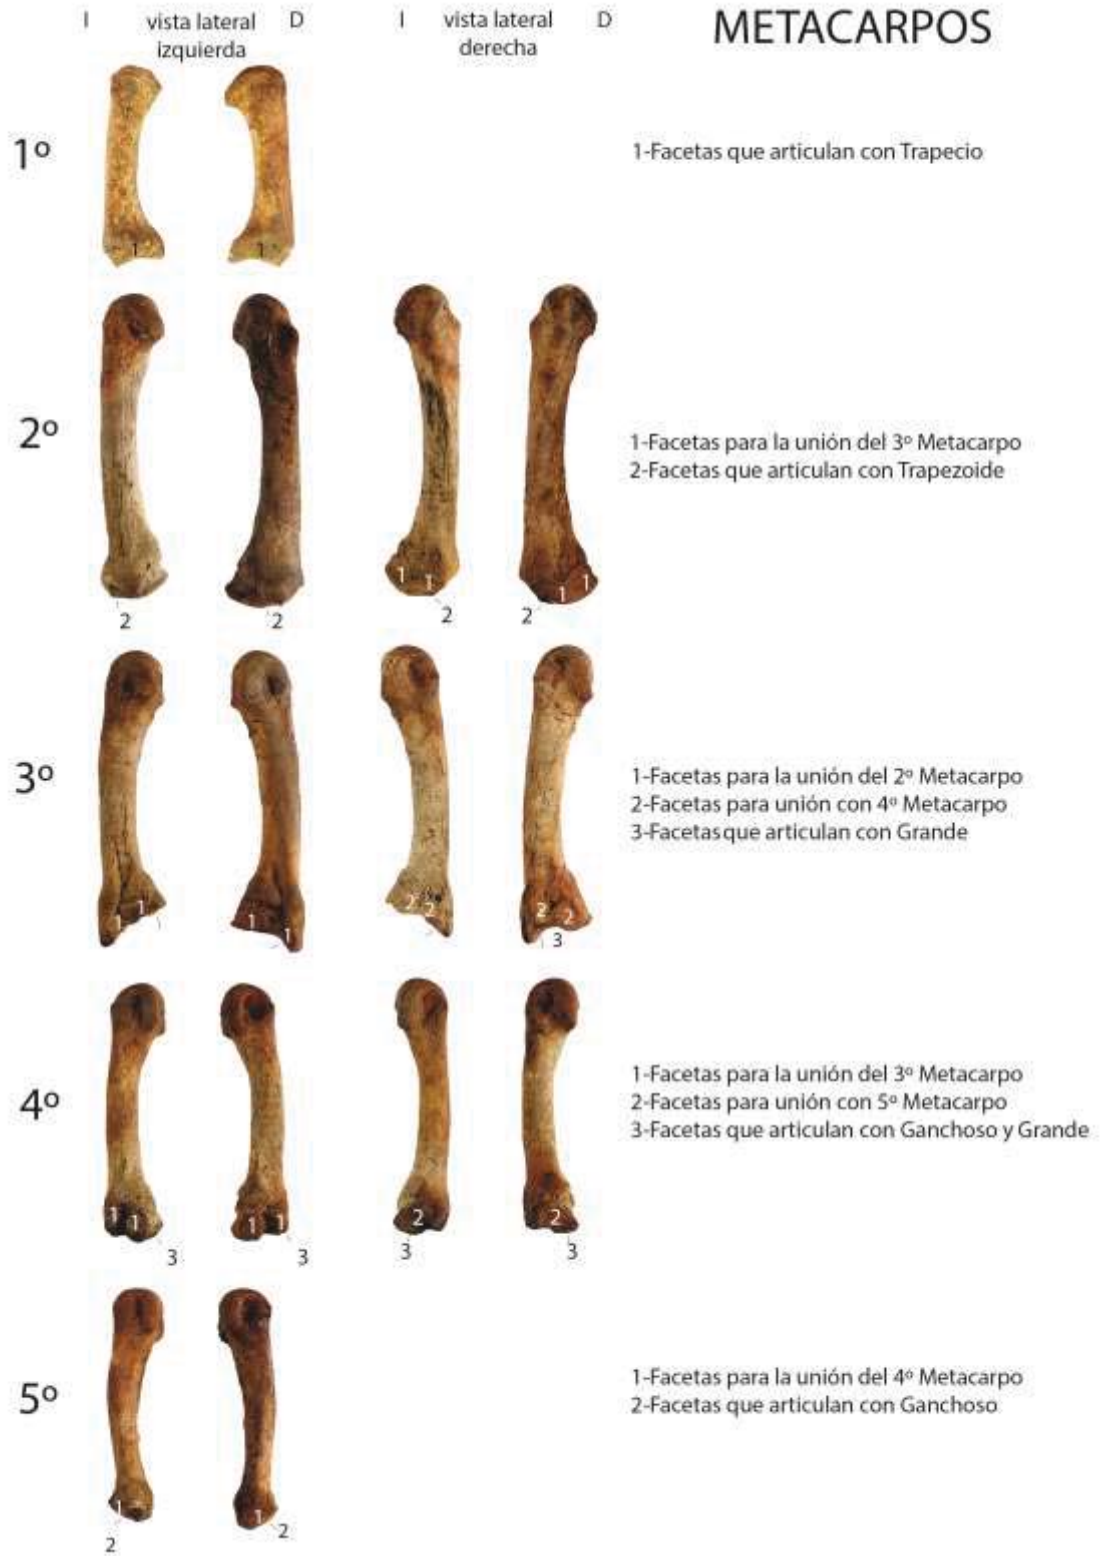 I vista lateral izquierda D
I vista lateral derecha D
METACARPOS
1º
1-Facetas que articulan con Trapecio
1 1
2º
1-Facetas para la unión del 3º Metacarpo
2-Facetas que articulan con Trapezoide
1 1 1 1
2 2 2 2
3º
1-Facetas para la unión del 2º Metacarpo
2-Facetas para unión con 4º Metacarpo
3-Facetas que articulan con Grande
1 1 1 1 2 2 2 2
3
4º
1-Facetas para la unión del 3º Metacarpo
2-Facetas para unión con 5º Metacarpo
3-Facetas que articulan con Ganchoso y Grande
1 1 1 1 2 2
3 3 3 3
5º
1-Facetas para la unión del 4º Metacarpo
2-Facetas que articulan con Ganchoso
1 1
2 2